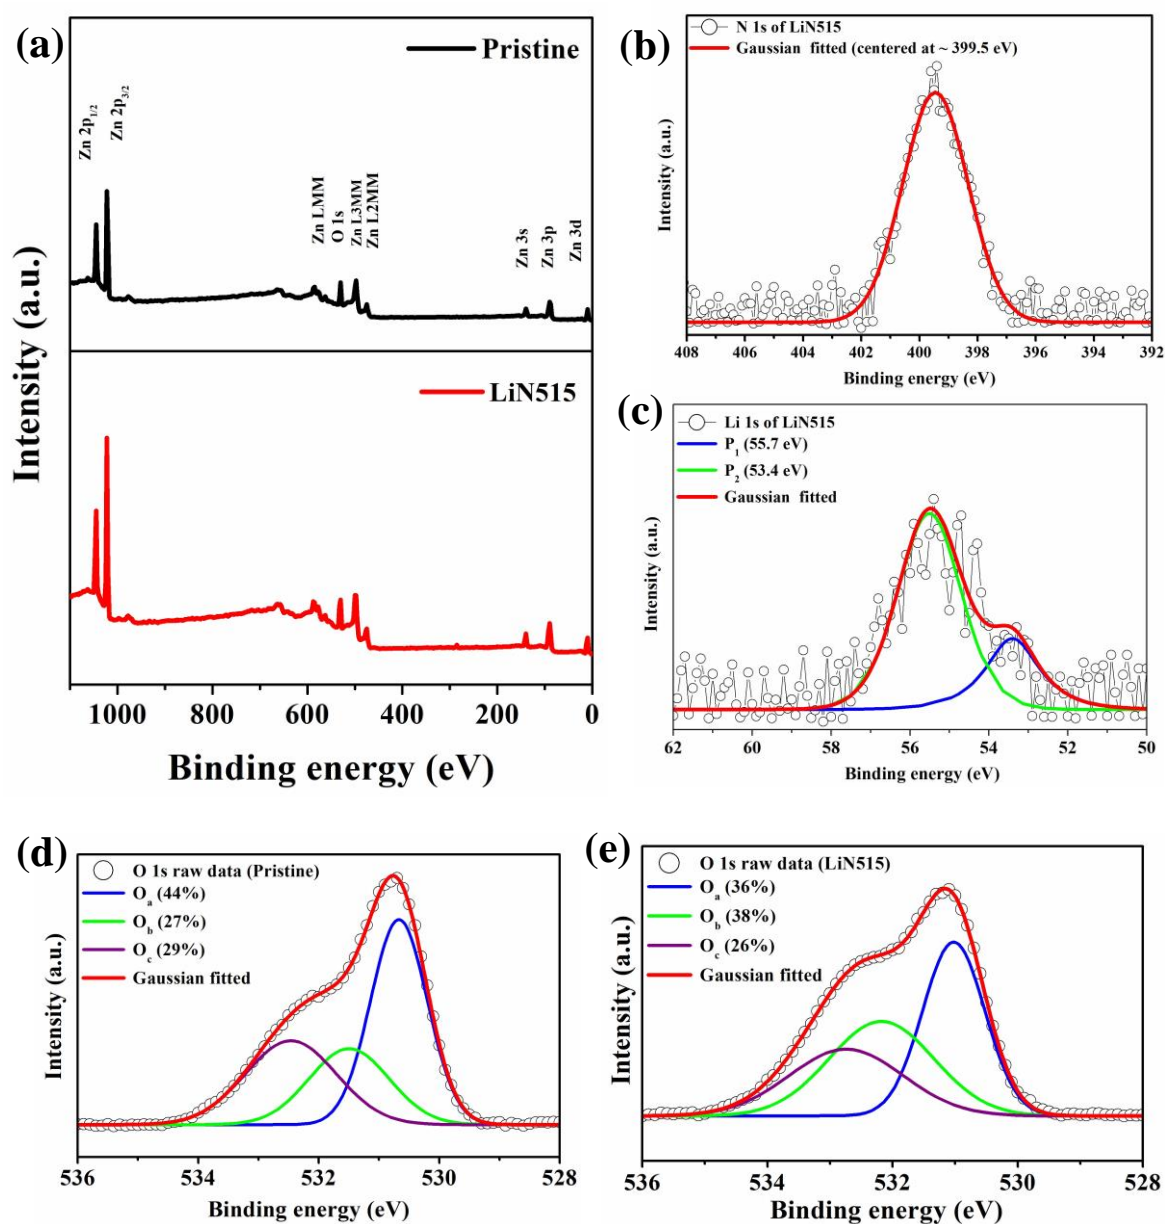 (a)
Pristine
Zn 2p1/2
Zn 2p3/2
Zn LMM
O 1s
Zn L3MM
Zn L2MM
Zn 3s
Zn 3p
Zn 3d
LiN515
Intensity (a.u.)
1000 800 600 400 200 0
Binding energy (eV)
(b)
N 1s of LiN515
Gaussian fitted (centered at ~ 399.5 eV)
Intensity (a.u.)
408 406 404 402 400 398 396 394 392
Binding energy (eV)
(c)
Li 1s of LiN515
P1 (55.7 eV)
P2 (53.4 eV)
Gaussian fitted
Intensity (a.u.)
62 60 58 56 54 52 50
Binding energy (eV)
(d)
O 1s raw data (Pristine)
Oa (44%)
Ob (27%)
Oc (29%)
Gaussian fitted
Intensity (a.u.)
536 534 532 530 528
Binding energy (eV)
(e)
O 1s raw data (LiN515)
Oa (36%)
Ob (38%)
Oc (26%)
Gaussian fitted
Intensity (a.u.)
536 534 532 530 528
Binding energy (eV)